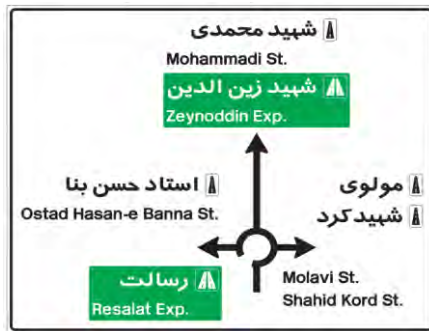 شهید محمدی
Mohammadi St.
شهید زین الدین
Zeynoddin Exp.
استاد حسن بنا
Ostad Hasan-e Banna St.
مولوی
شهید کرد
رسالت
Resalat Exp.
Molavi St.
Shahid Kord St.